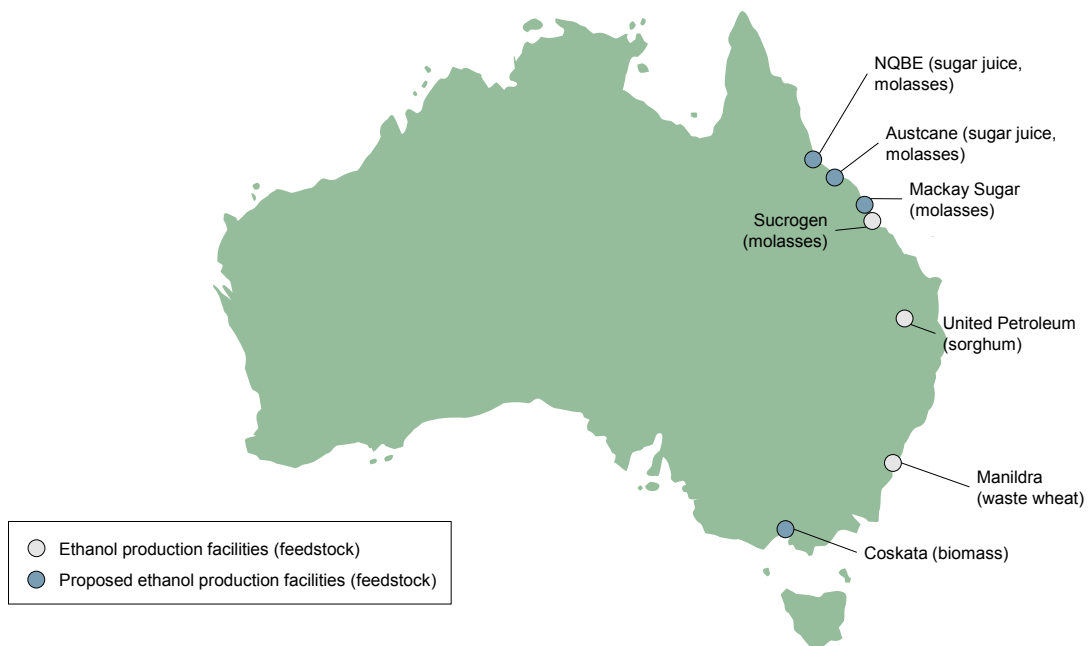 NQBE (sugar juice,
molasses)
Austcane (sugar juice,
molasses)
Mackay Sugar
(molasses)
Sucrogen
(molasses)
United Petroleum
(sorghum)
Manildra
(waste wheat)
Coskata (biomass)
Ethanol production facilities (feedstock)
Proposed ethanol production facilities (feedstock)